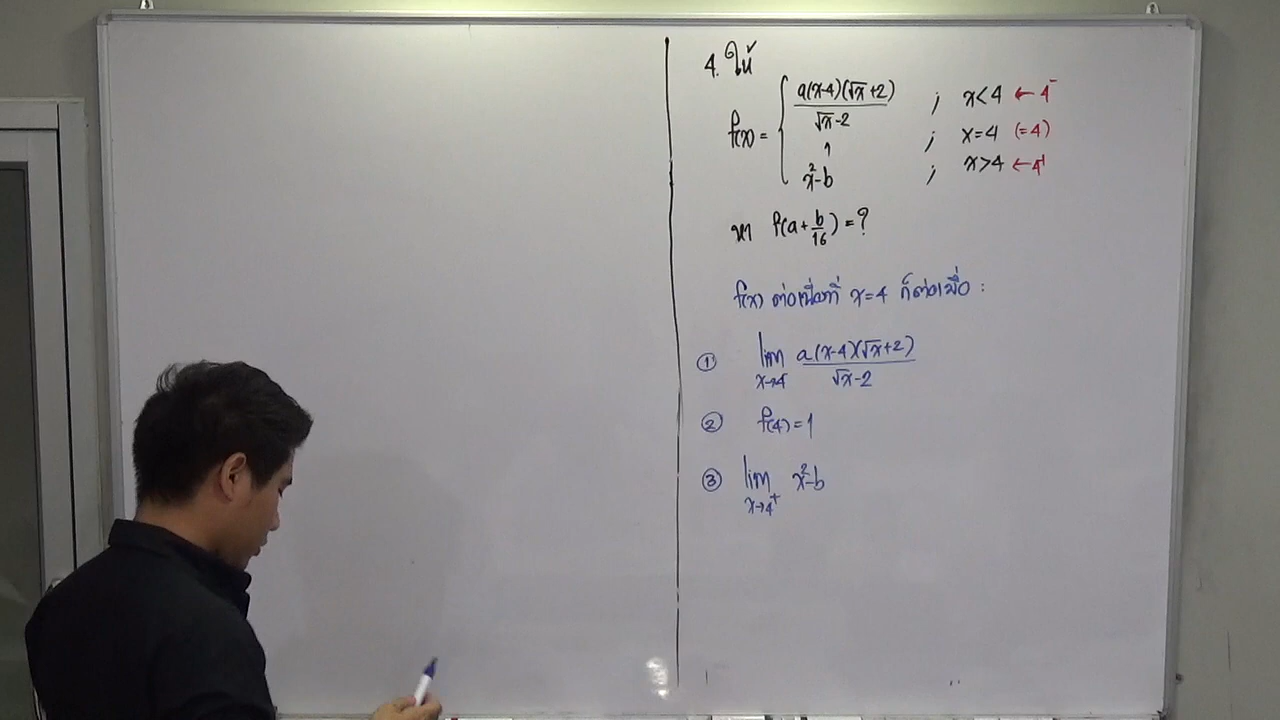 4. ให้
f(x) = { a(x-4)(√x+2) / √x-2 ; x<4 ← 4⁻
1 ; x=4 (=4)
x²-b ; x>4 ← 4⁺
หา f(a+b/16) = ?
f(x) ต่อเนื่องที่ x=4 ก็ต่อเมื่อ :
① lim x→4⁻ a(x-4)(√x+2) / √x-2
② f(4)=1
③ lim x→4⁺ x²-b